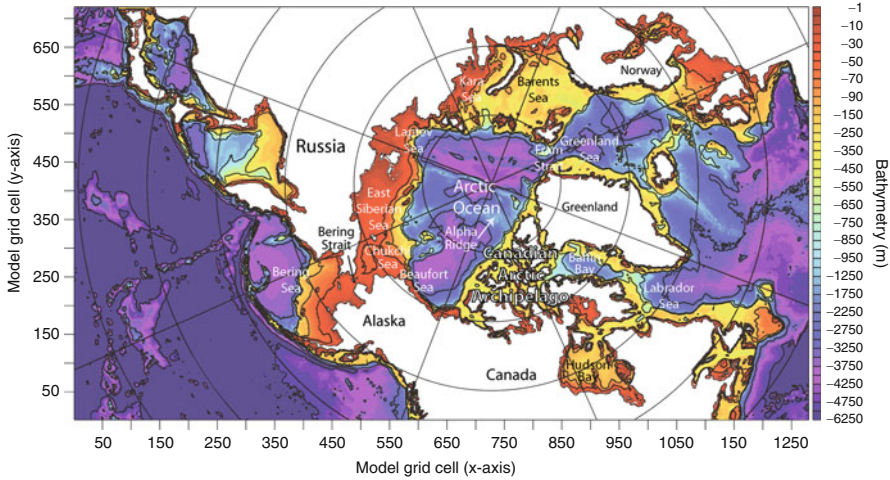 Model grid cell (y-axis)
650
550
450
350
250
150
50
50 150 250 350 450 550 650 750 850 950 1050 150 1250
Model grid cell (x-axis)
Russia
Kara
Sea
Barents
Sea
Norway
Laptev
Sea
Fram
Strait
Greenland
Sea
East
Siberian
Sea
Arctic
Ocean
Greenland
Bering
Strait
Chukchi
Sea
Alpha
Ridge
Bering
Sea
Beaufort
Sea
Canadian
Arctic
Archipelago
Baffin
Bay
Labrador
Sea
Alaska
Canada
Hudson
Bay
-1
-10
-30
-50
-70
-90
-150
-250
-350
-450
-550
-650
-750
-850
-950
-1250
-1750
-2250
-2750
-3250
-3750
-4250
-4750
-6250
Bathymetry (m)